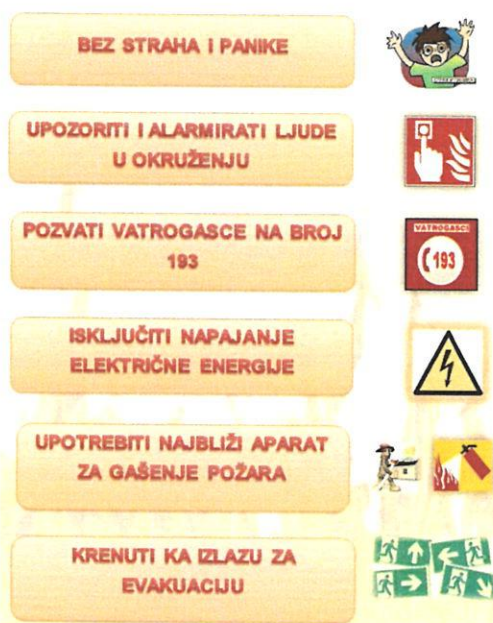 BEZ STRAHA I PANIKE
UPOZORITI I ALARMIRATI LJUDE
U OKRUŽENJU
POZVATI VATROGASCE NA BROJ
193
VATROGASCI
193
ISKLJUČITI NAPAJANJE
ELEKTRIČNE ENERGIJE
UPOTREBITI NAJBLIŽI APARAT
ZA GAŠENJE POŽARA
KRENUTI KA IZLAZU ZA
EVAKUACIJU